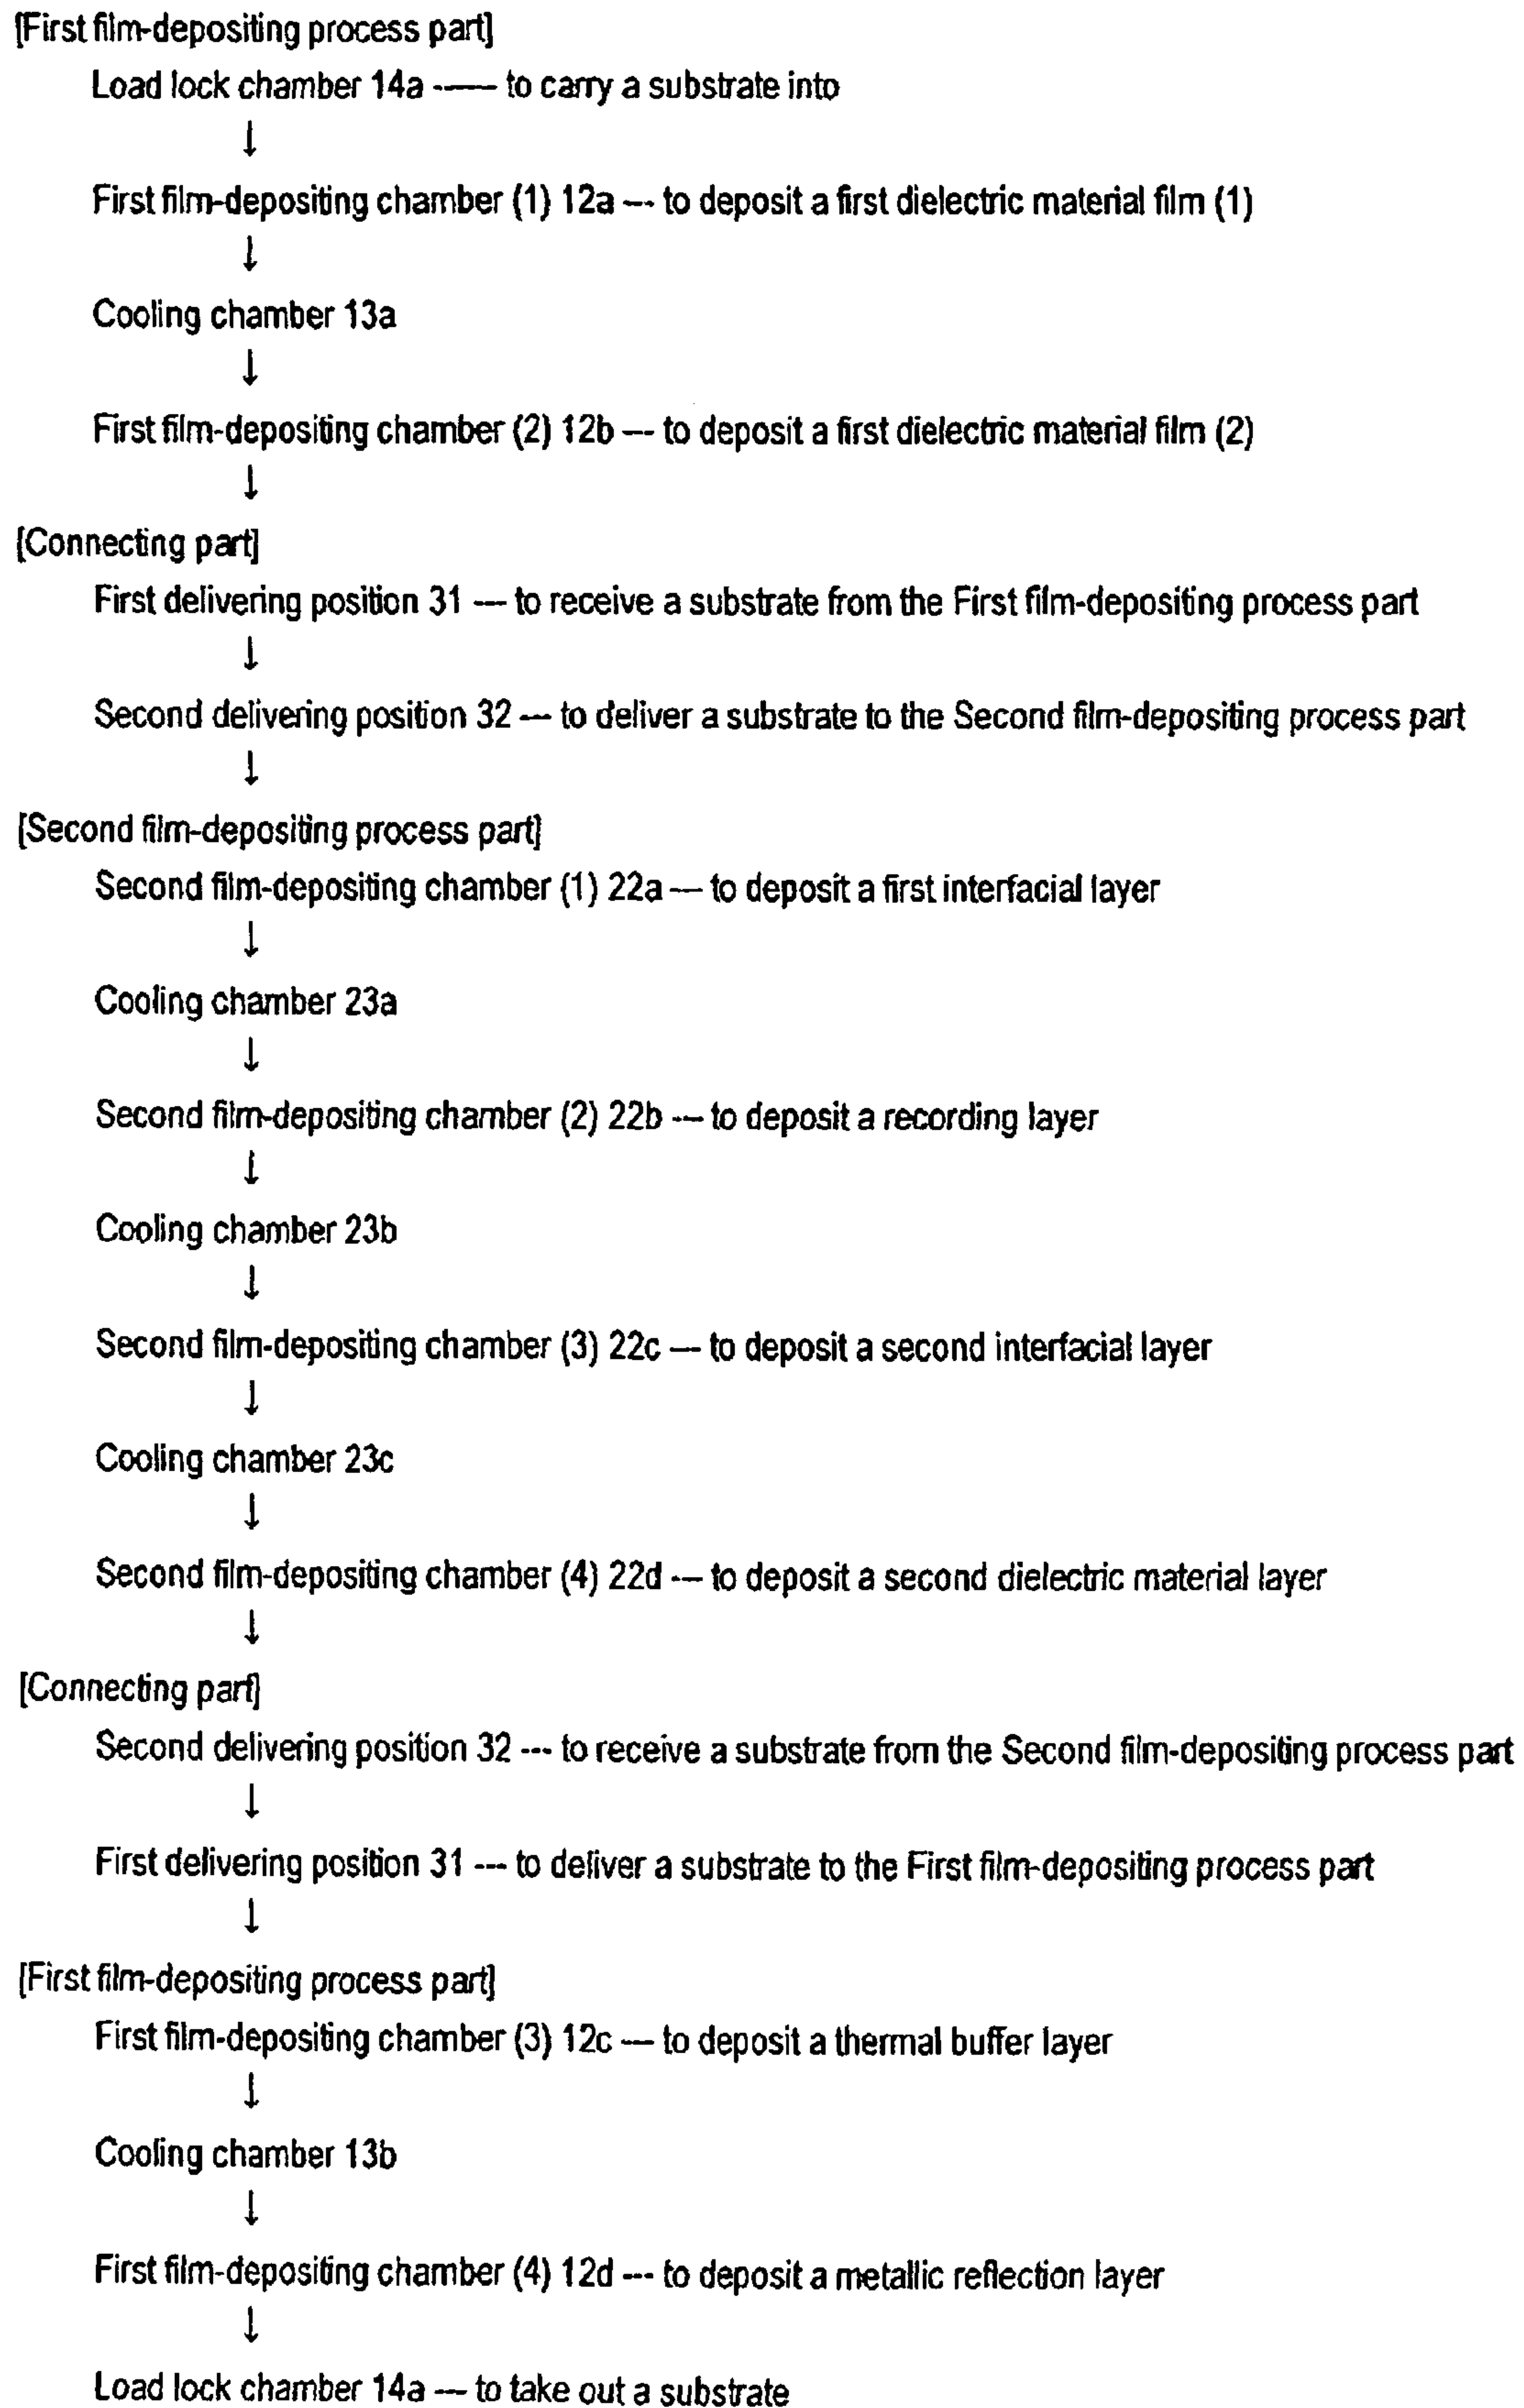 [First film-depositing process part]
Load lock chamber 14a --— to carry a substrate into
↓
First film-depositing chamber (1) 12a --- to deposit a first dielectric material film (1)
↓
Cooling chamber 13a
↓
First film-depositing chamber (2) 12b --- to deposit a first dielectric material film (2)
↓
[Connecting part]
First delivering position 31 --- to receive a substrate from the First film-depositing process part
↓
Second delivering position 32 --- to deliver a substrate to the Second film-depositing process part
↓
[Second film-depositing process part]
Second film-depositing chamber (1) 22a --- to deposit a first interfacial layer
↓
Cooling chamber 23a
↓
Second film-depositing chamber (2) 22b --- to deposit a recording layer
↓
Cooling chamber 23b
↓
Second film-depositing chamber (3) 22c --- to deposit a second interfacial layer
↓
Cooling chamber 23c
↓
Second film-depositing chamber (4) 22d --- to deposit a second dielectric material layer
↓
[Connecting part]
Second delivering position 32 --- to receive a substrate from the Second film-depositing process part
↓
First delivering position 31 --- to deliver a substrate to the First film-depositing process part
↓
[First film-depositing process part]
First film-depositing chamber (3) 12c --- to deposit a thermal buffer layer
↓
Cooling chamber 13b
↓
First film-depositing chamber (4) 12d --- to deposit a metallic reflection layer
↓
Load lock chamber 14a --- to take out a substrate